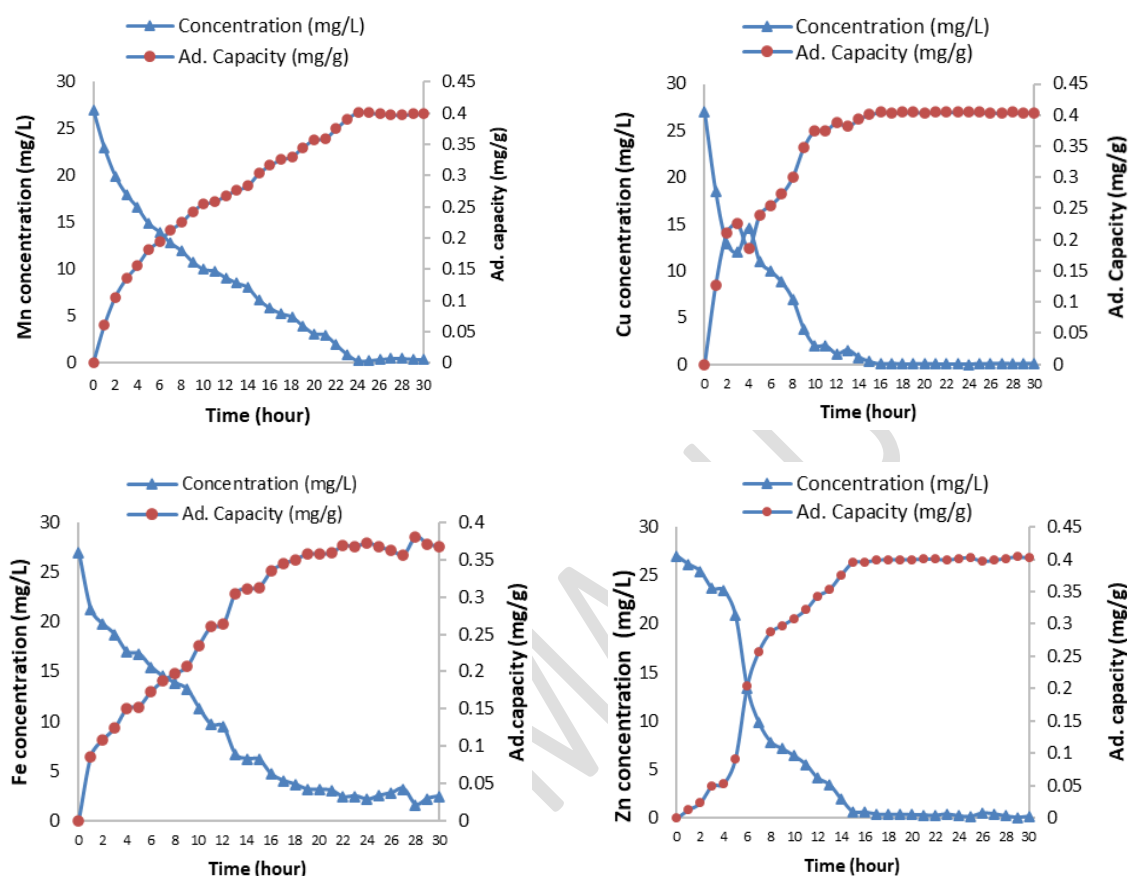 Concentration (mg/L)
Ad. Capacity (mg/g)
Mn concentration (mg/L)
30
25
20
15
10
5
0
0.45
0.4
0.35
0.3
0.25
0.2
0.15
0.1
0.05
0
Ad. capacity (mg/g)
0 2 4 6 8 10 12 14 16 18 20 22 24 26 28 30
Time (hour)
Concentration (mg/L)
Ad. Capacity (mg/g)
Cu concentration (mg/L)
30
25
20
15
10
5
0
0.45
0.4
0.35
0.3
0.25
0.2
0.15
0.1
0.05
0
Ad. Capacity (mg/g)
0 2 4 6 8 10 12 14 16 18 20 22 24 26 28 30
Time (hour)
Concentration (mg/L)
Ad. Capacity (mg/g)
Fe concentration (mg/L)
30
25
20
15
10
5
0
0.4
0.35
0.3
0.25
0.2
0.15
0.1
0.05
0
Ad.capacity (mg/g)
0 2 4 6 8 10 12 14 16 18 20 22 24 26 28 30
Time (hour)
Concentration (mg/L)
Ad. Capacity (mg/g)
Zn concentration (mg/L)
30
25
20
15
10
5
0
0.45
0.4
0.35
0.3
0.25
0.2
0.15
0.1
0.05
0
Ad. capacity (mg/g)
0 2 4 6 8 10 12 14 16 18 20 22 24 26 28 30
Time (hour)